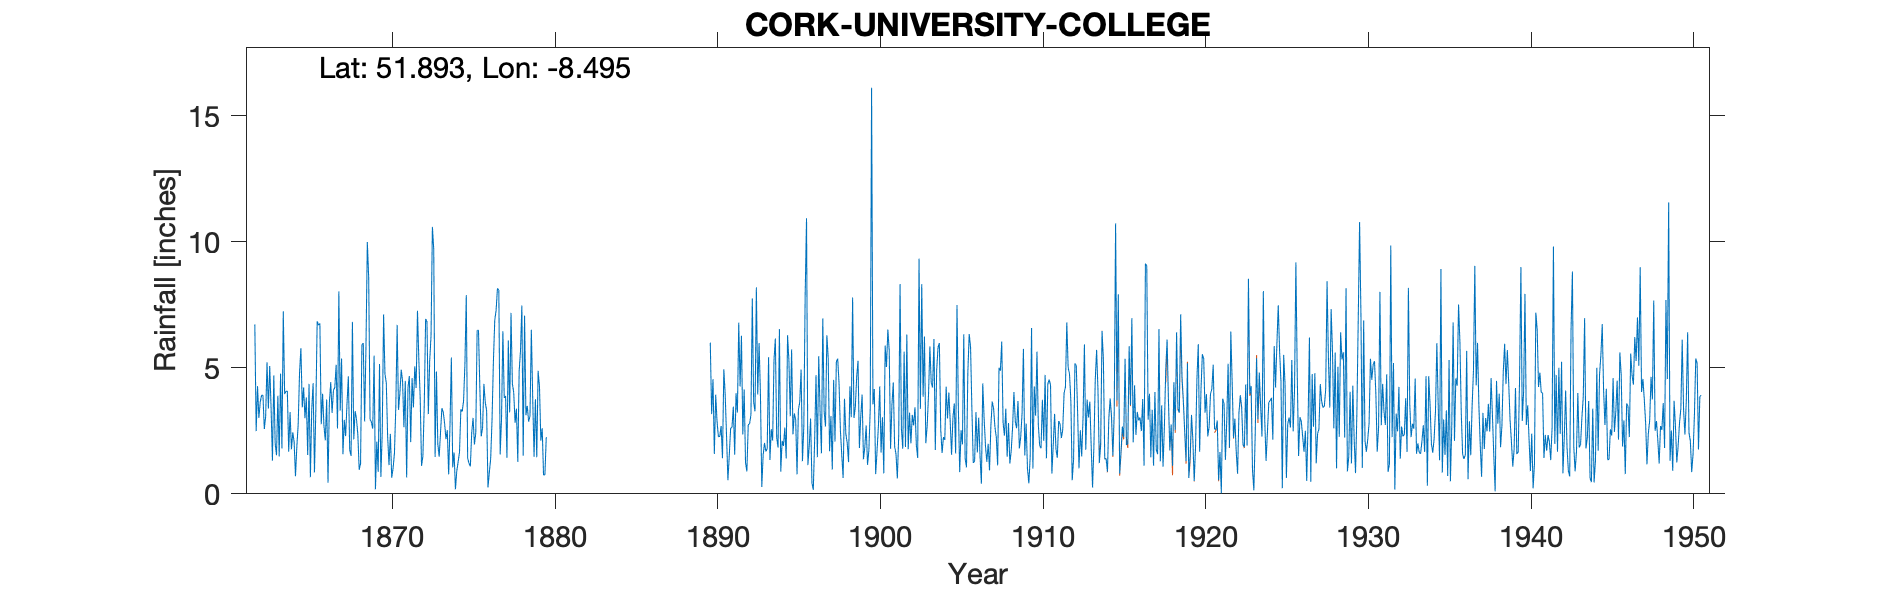 CORK-UNIVERSITY-COLLEGE
Lat: 51.893, Lon: -8.495
15
10
5
0
Rainfall [inches]
1870 1880 1890 1900 1910 1920 1930 1940 1950
Year